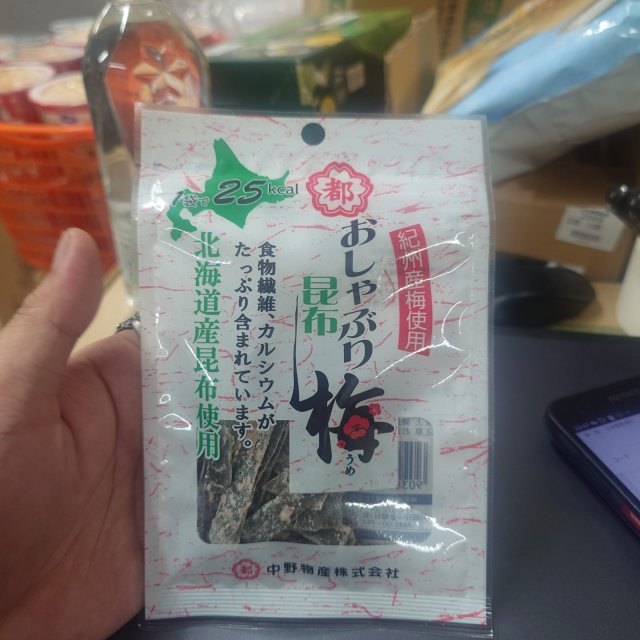 1袋で25kcal
都
紀州産梅使用
おしゃぶり
昆布
梅
うめ
食物繊維、カルシウムが
たっぷり含まれています。
北海道産昆布使用
都 中野物産株式会社